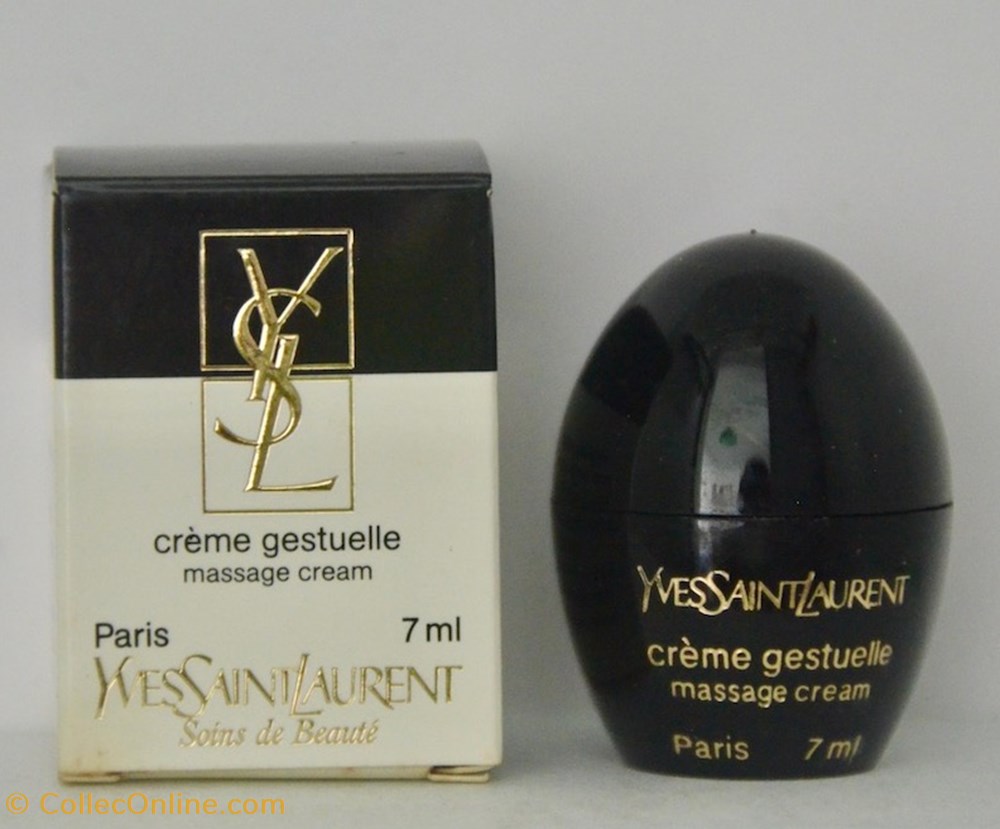 YSL
crème gestuelle
massage cream
Paris 7 ml
YVESSAINTLAURENT
Soins de Beauté
YVESSAINTLAURENT
crème gestuelle
massage cream
Paris 7 ml
© CollecOnline.com